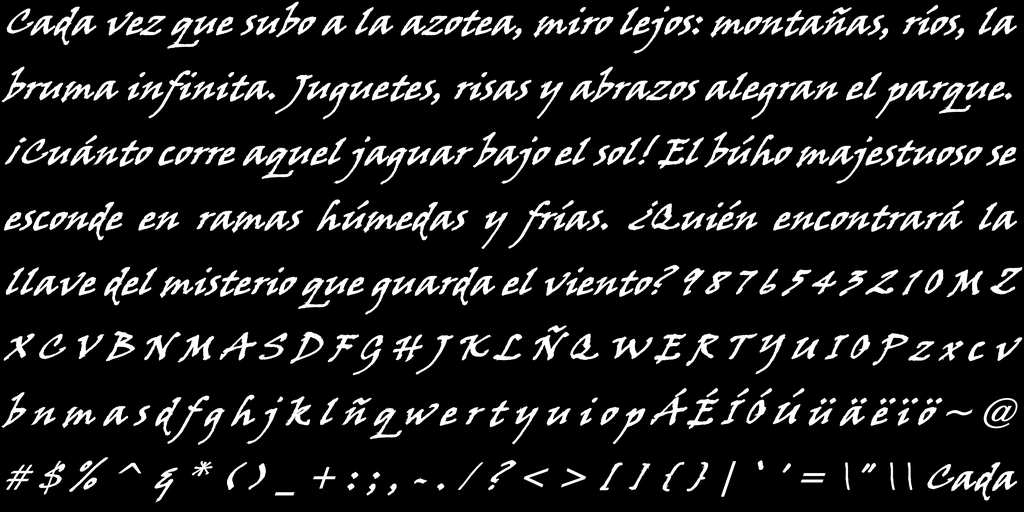 Cada vez que subo a la azotea, miro lejos: montañas, ríos, la
bruma infinita. Juguetes, risas y abrazos alegran el parque.
¡Cuánto corre aquel jaguar bajo el sol! El búho majestuoso se
esconde en ramas húmedas y frías. ¿Quién encontrará la
llave del misterio que guarda el viento? 9 8 7 6 5 4 3 2 1 0 M Z
X C V B N M A S D F G H J K L Ñ Q W E R T Y U I O P z x c v
b n m a s d f g h j k l ñ q w e r t y u i o p Á É Í Ó Ú ü ä ë ï ö ~ @
# $ % ^ & * ( ) _ + : ; , - . / ? < > [ ] { } | ` ' = \ " \ \ Cada